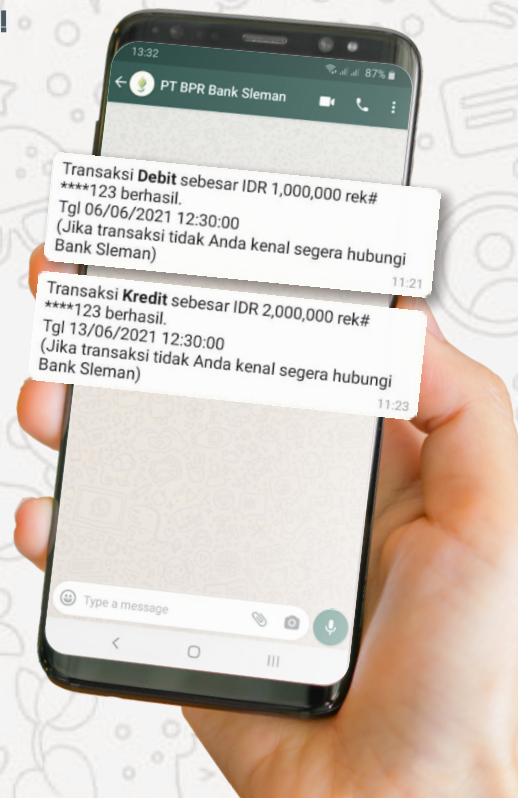 !
13:32
87%
PT BPR Bank Sleman
Transaksi Debit sebesar IDR 1,000,000 rek#
****123 berhasil.
Tgl 06/06/2021 12:30:00
(Jika transaksi tidak Anda kenal segera hubungi
Bank Sleman)
11:21
Transaksi Kredit sebesar IDR 2,000,000 rek#
****123 berhasil.
Tgl 13/06/2021 12:30:00
(Jika transaksi tidak Anda kenal segera hubungi
Bank Sleman)
11:23
Type a message